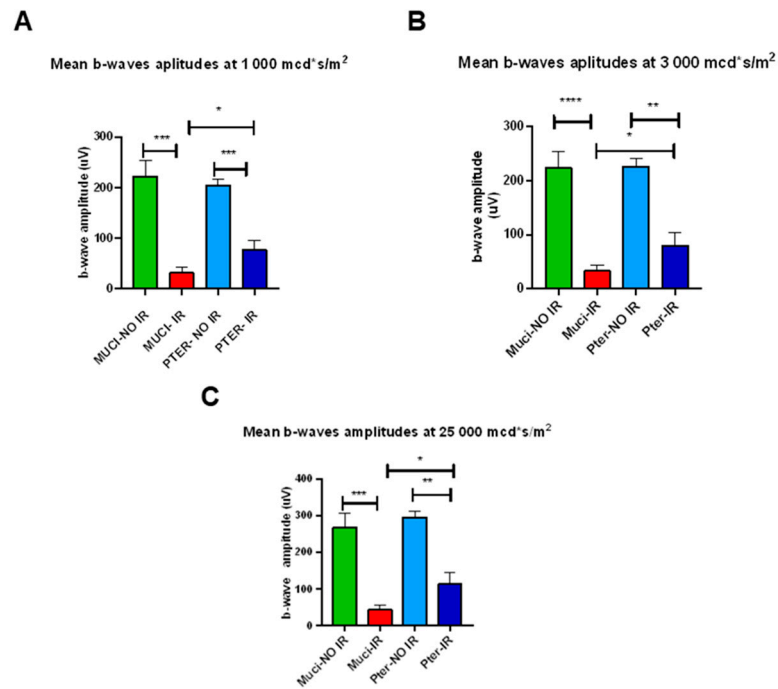 A
Mean b-waves aplitudes at 1 000 mcd*s/m²
b-wave amplitude (uV)
300
200
100
0
***
*
***
MUCI-NO IR
MUCI- IR
PTER- NO IR
PTER- IR
B
Mean b-waves aplitudes at 3 000 mcd*s/m²
b-wave amplitude
(uV)
300
200
100
0
****
**
*
Muci-NO IR
Muci-IR
Pter-NO IR
Pter-IR
C
Mean b-waves amplitudes at 25 000 mcd*s/m²
b-wave ampitude (uV)
400
300
200
100
0
***
*
**
Muci-NO IR
Muci-IR
Pter-NO IR
Pter-IR